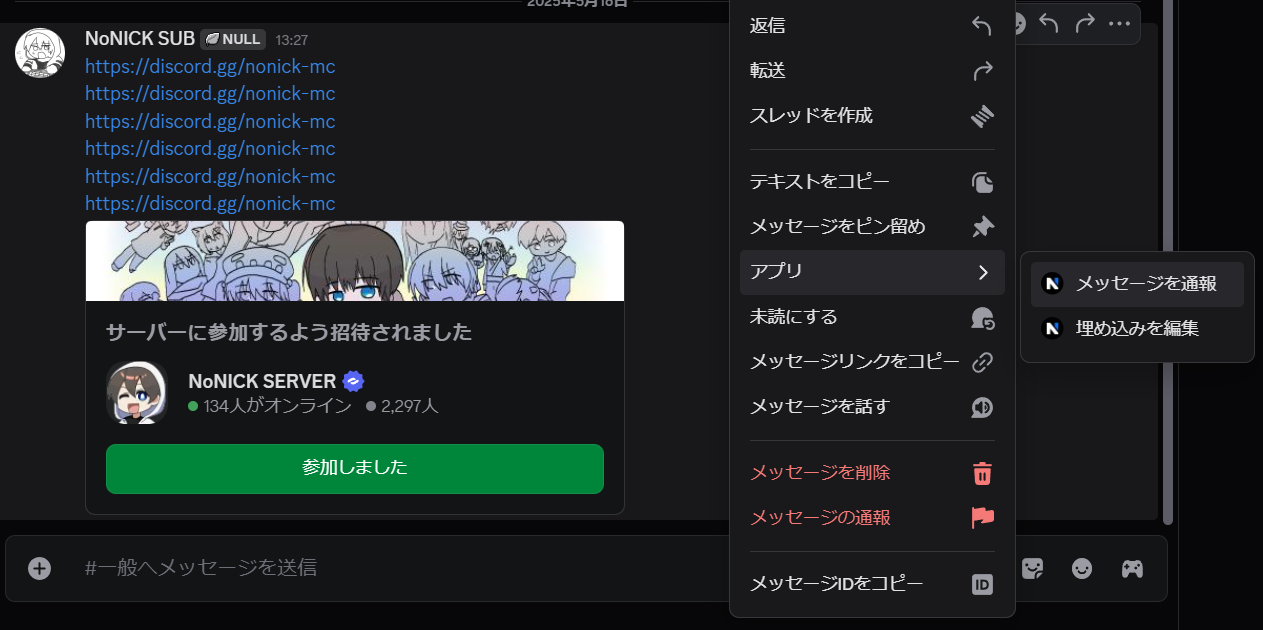 2025年5月18日
NoNICK SUB NULL 13:27
https://discord.gg/nonick-mc
https://discord.gg/nonick-mc
https://discord.gg/nonick-mc
https://discord.gg/nonick-mc
https://discord.gg/nonick-mc
https://discord.gg/nonick-mc
サーバーに参加するよう招待されました
NoNICK SERVER
134人がオンライン 2,297人
参加しました
#一般へメッセージを送信
返信
転送
スレッドを作成
テキストをコピー
メッセージをピン留め
アプリ
未読にする
メッセージリンクをコピー
メッセージを話す
メッセージを削除
メッセージの通報
メッセージIDをコピー ID
N メッセージを通報
N 埋め込みを編集